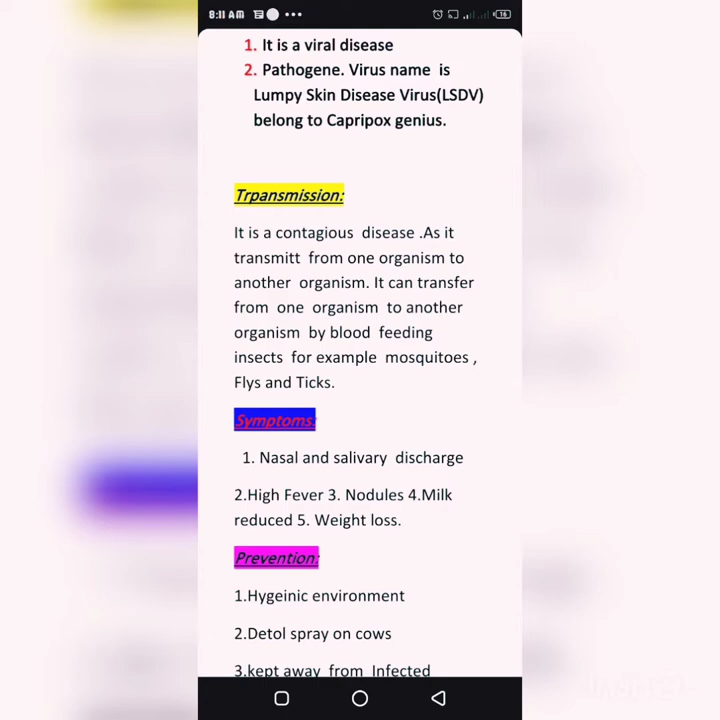 8:11 AM
16
1. It is a viral disease
2. Pathogene. Virus name is
Lumpy Skin Disease Virus(LSDV)
belong to Capripox genius.
Trpansmission:
It is a contagious disease .As it
transmitt from one organism to
another organism. It can transfer
from one organism to another
organism by blood feeding
insects for example mosquitoes ,
Flys and Ticks.
Symptoms:
1. Nasal and salivary discharge
2.High Fever 3. Nodules 4.Milk
reduced 5. Weight loss.
Prevention:
1.Hygeinic environment
2.Detol spray on cows
3.kept away from Infected